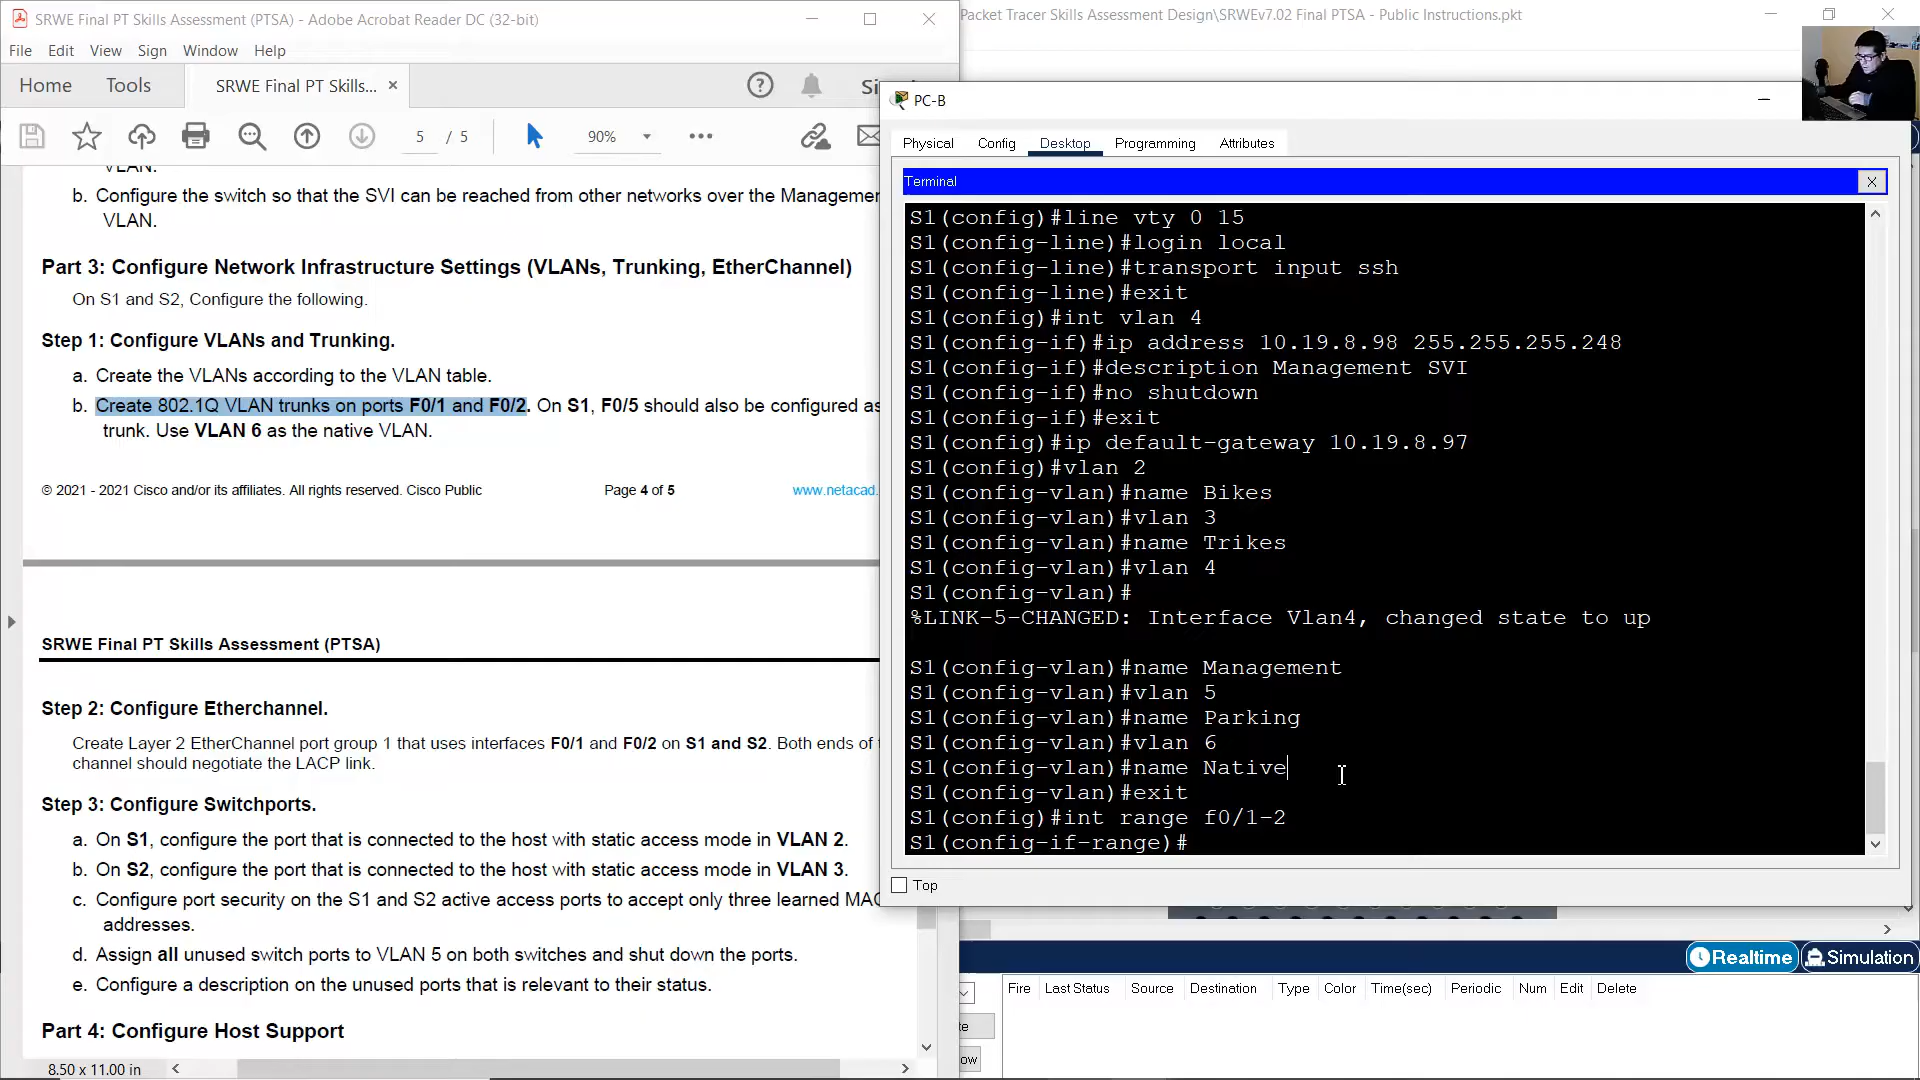 SRWE Final PT Skills Assessment (PTSA) - Adobe Acrobat Reader DC (32-bit)
File Edit View Sign Window Help
Home Tools SRWE Final PT Skills... ×
5 / 5 90%
VLAN.
b. Configure the switch so that the SVI can be reached from other networks over the Managemen
VLAN.
Part 3: Configure Network Infrastructure Settings (VLANs, Trunking, EtherChannel)
On S1 and S2, Configure the following.
Step 1: Configure VLANs and Trunking.
a. Create the VLANs according to the VLAN table.
b. Create 802.1Q VLAN trunks on ports F0/1 and F0/2. On S1, F0/5 should also be configured as
trunk. Use VLAN 6 as the native VLAN.
© 2021 - 2021 Cisco and/or its affiliates. All rights reserved. Cisco Public Page 4 of 5 www.netacad.
SRWE Final PT Skills Assessment (PTSA)
Step 2: Configure Etherchannel.
Create Layer 2 EtherChannel port group 1 that uses interfaces F0/1 and F0/2 on S1 and S2. Both ends of
channel should negotiate the LACP link.
Step 3: Configure Switchports.
a. On S1, configure the port that is connected to the host with static access mode in VLAN 2.
b. On S2, configure the port that is connected to the host with static access mode in VLAN 3.
c. Configure port security on the S1 and S2 active access ports to accept only three learned MAC
addresses.
d. Assign all unused switch ports to VLAN 5 on both switches and shut down the ports.
e. Configure a description on the unused ports that is relevant to their status.
Part 4: Configure Host Support
8.50 x 11.00 in
Packet Tracer Skills Assessment Design\SRWEv7.02 Final PTSA - Public Instructions.pkt
PC-B
Physical Config Desktop Programming Attributes
Terminal X
S1(config)#line vty 0 15
S1(config-line)#login local
S1(config-line)#transport input ssh
S1(config-line)#exit
S1(config)#int vlan 4
S1(config-if)#ip address 10.19.8.98 255.255.255.248
S1(config-if)#description Management SVI
S1(config-if)#no shutdown
S1(config-if)#exit
S1(config)#ip default-gateway 10.19.8.97
S1(config)#vlan 2
S1(config-vlan)#name Bikes
S1(config-vlan)#vlan 3
S1(config-vlan)#name Trikes
S1(config-vlan)#vlan 4
S1(config-vlan)#
%LINK-5-CHANGED: Interface Vlan4, changed state to up
S1(config-vlan)#name Management
S1(config-vlan)#vlan 5
S1(config-vlan)#name Parking
S1(config-vlan)#vlan 6
S1(config-vlan)#name Native
S1(config-vlan)#exit
S1(config)#int range f0/1-2
S1(config-if-range)#
Top
Realtime Simulation
Fire Last Status Source Destination Type Color Time(sec) Periodic Num Edit Delete